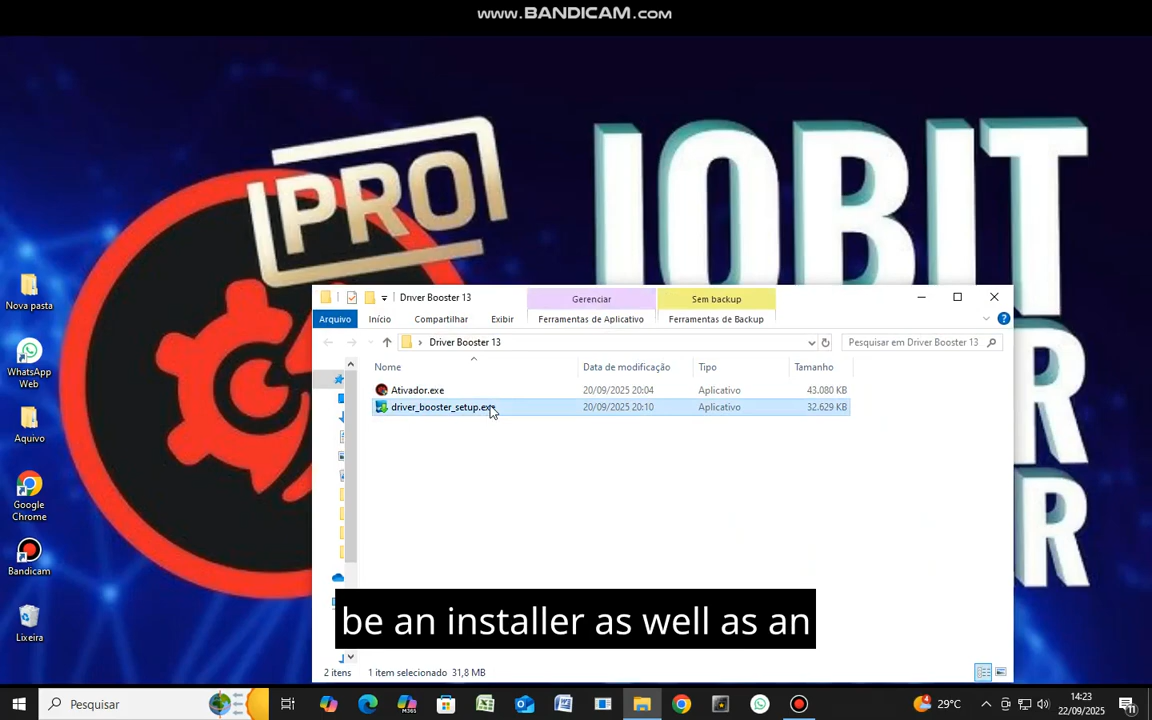 www.BANDICAM.com
PRO
IOBIT
ER
R
Nova pasta
WhatsApp
Web
Aquivo
Google
Chrome
Bandicam
Lixeira
Driver Booster 13
Gerenciar
Sem backup
Arquivo
Início
Compartilhar
Exibir
Ferramentas de Aplicativo
Ferramentas de Backup
Driver Booster 13
Pesquisar em Driver Booster 13
Nome
Data de modificação
Tipo
Tamanho
Ativador.exe
20/09/2025 20:04
Aplicativo
43.080 KB
driver_booster_setup.exe
20/09/2025 20:10
Aplicativo
32.629 KB
be an installer as well as an
2 itens
1 item selecionado 31,8 MB
Pesquisar
M365
29°C
14:23
22/09/2025
11